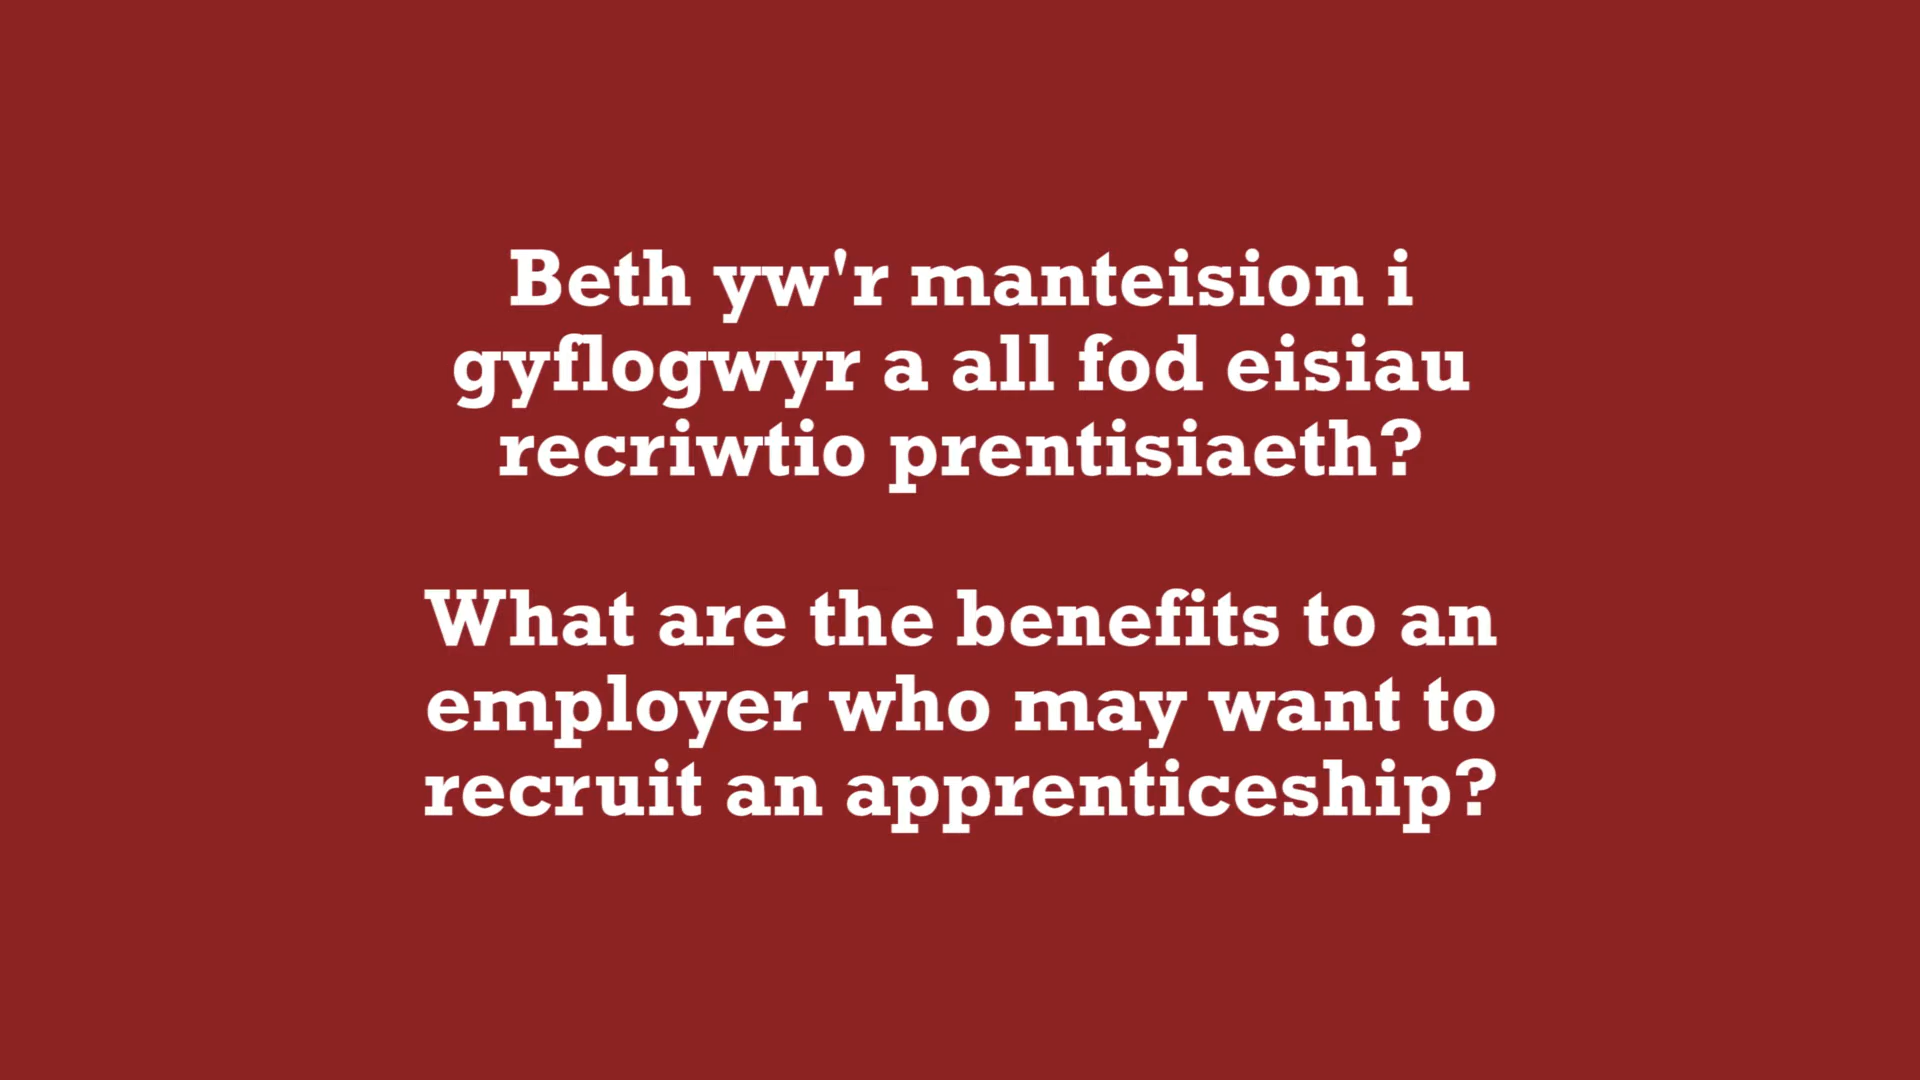 Beth yw'r manteision i
gyflogwyr a all fod eisiau
recriwtio prentisiaeth?
What are the benefits to an
employer who may want to
recruit an apprenticeship?